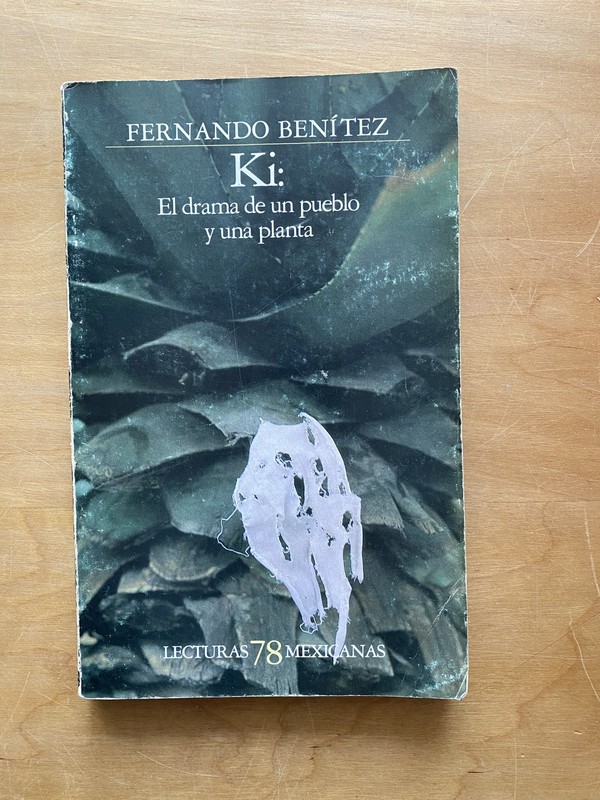 FERNANDO BENÍTEZ
Ki:
El drama de un pueblo
y una planta
LECTURAS 78 MEXICANAS